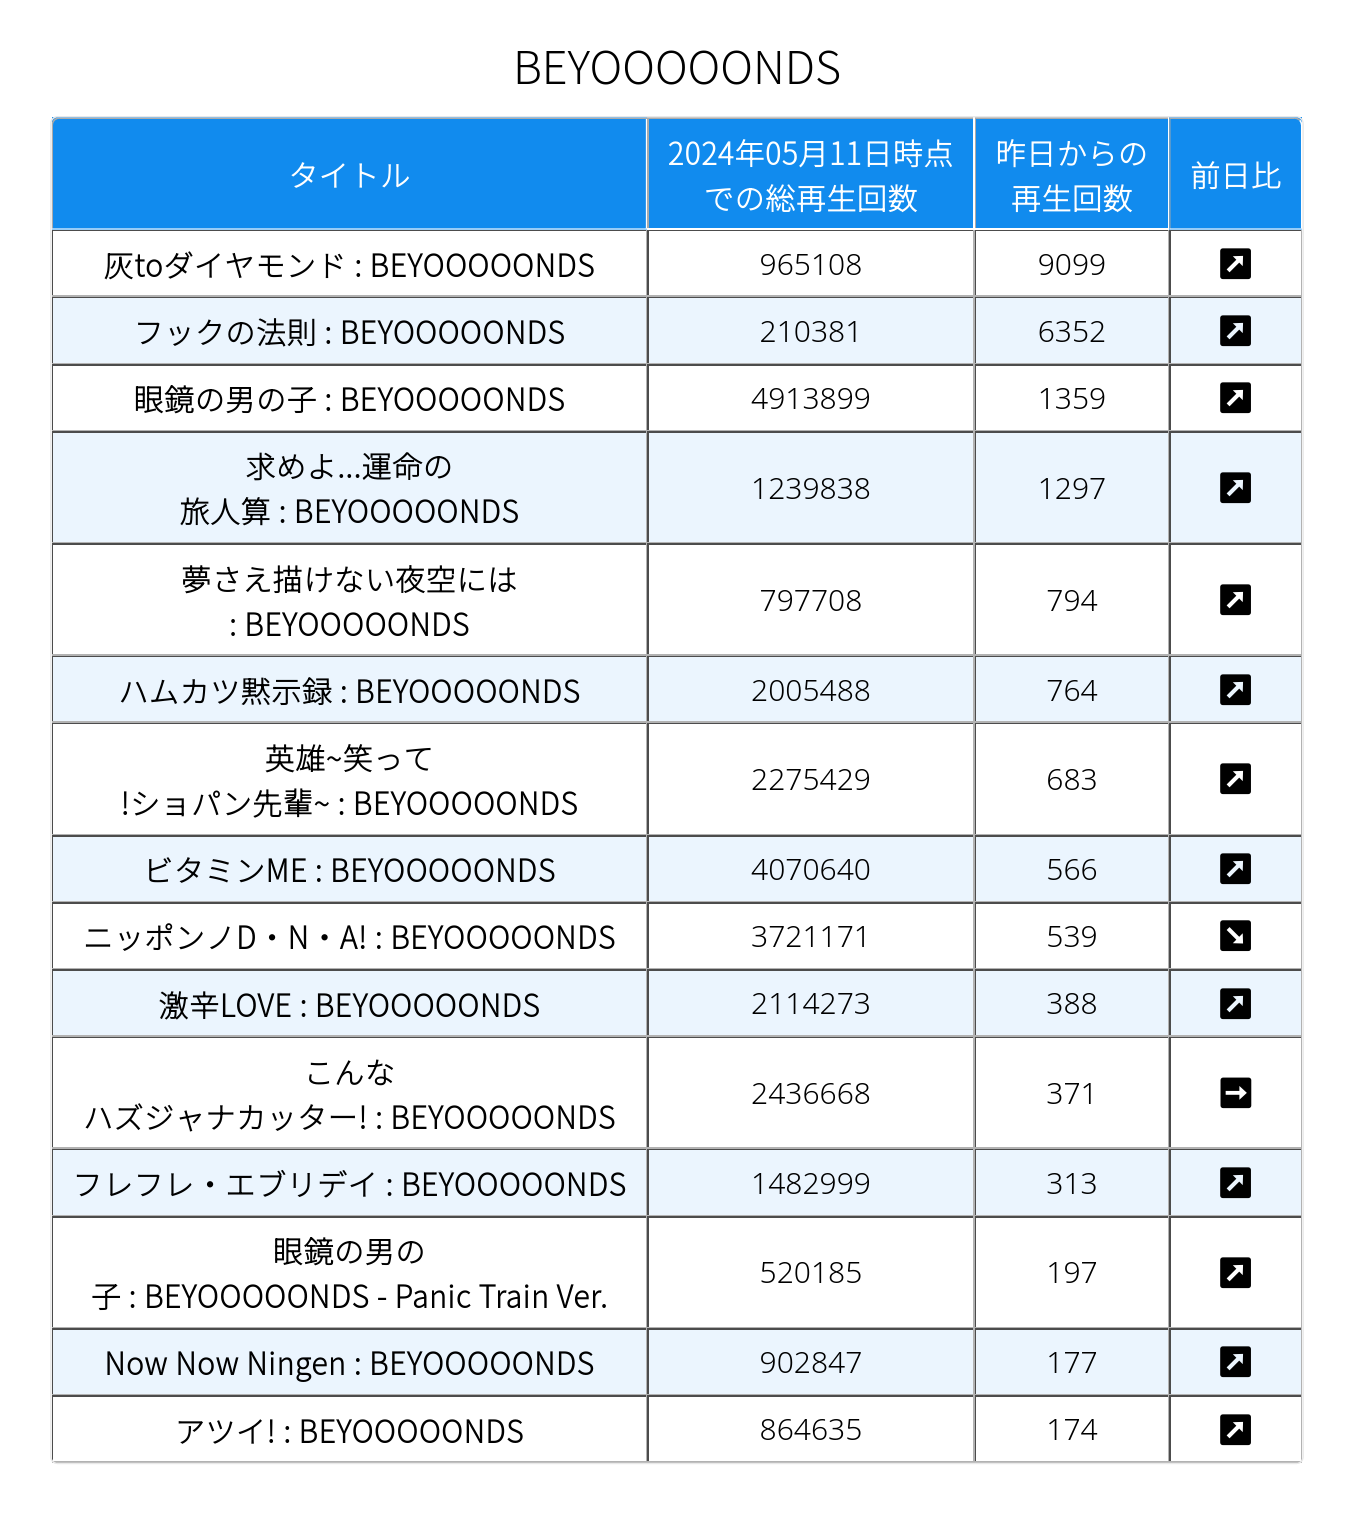 BEYOOOOONDS
タイトル
2024年05月11日時点
での総再生回数
昨日からの
再生回数
前日比
灰toダイヤモンド : BEYOOOOONDS
965108
9099
フックの法則 : BEYOOOOONDS
210381
6352
眼鏡の男の子 : BEYOOOOONDS
4913899
1359
求めよ...運命の
旅人算 : BEYOOOOONDS
1239838
1297
夢さえ描けない夜空には
: BEYOOOOONDS
797708
794
ハムカツ黙示録 : BEYOOOOONDS
2005488
764
英雄~笑って
!ショパン先輩~ : BEYOOOOONDS
2275429
683
ビタミンME : BEYOOOOONDS
4070640
566
ニッポンノD・N・A! : BEYOOOOONDS
3721171
539
激辛LOVE : BEYOOOOONDS
2114273
388
こんな
ハズジャナカッター! : BEYOOOOONDS
2436668
371
フレフレ・エブリデイ : BEYOOOOONDS
1482999
313
眼鏡の男の
子 : BEYOOOOONDS - Panic Train Ver.
520185
197
Now Now Ningen : BEYOOOOONDS
902847
177
アツイ! : BEYOOOOONDS
864635
174